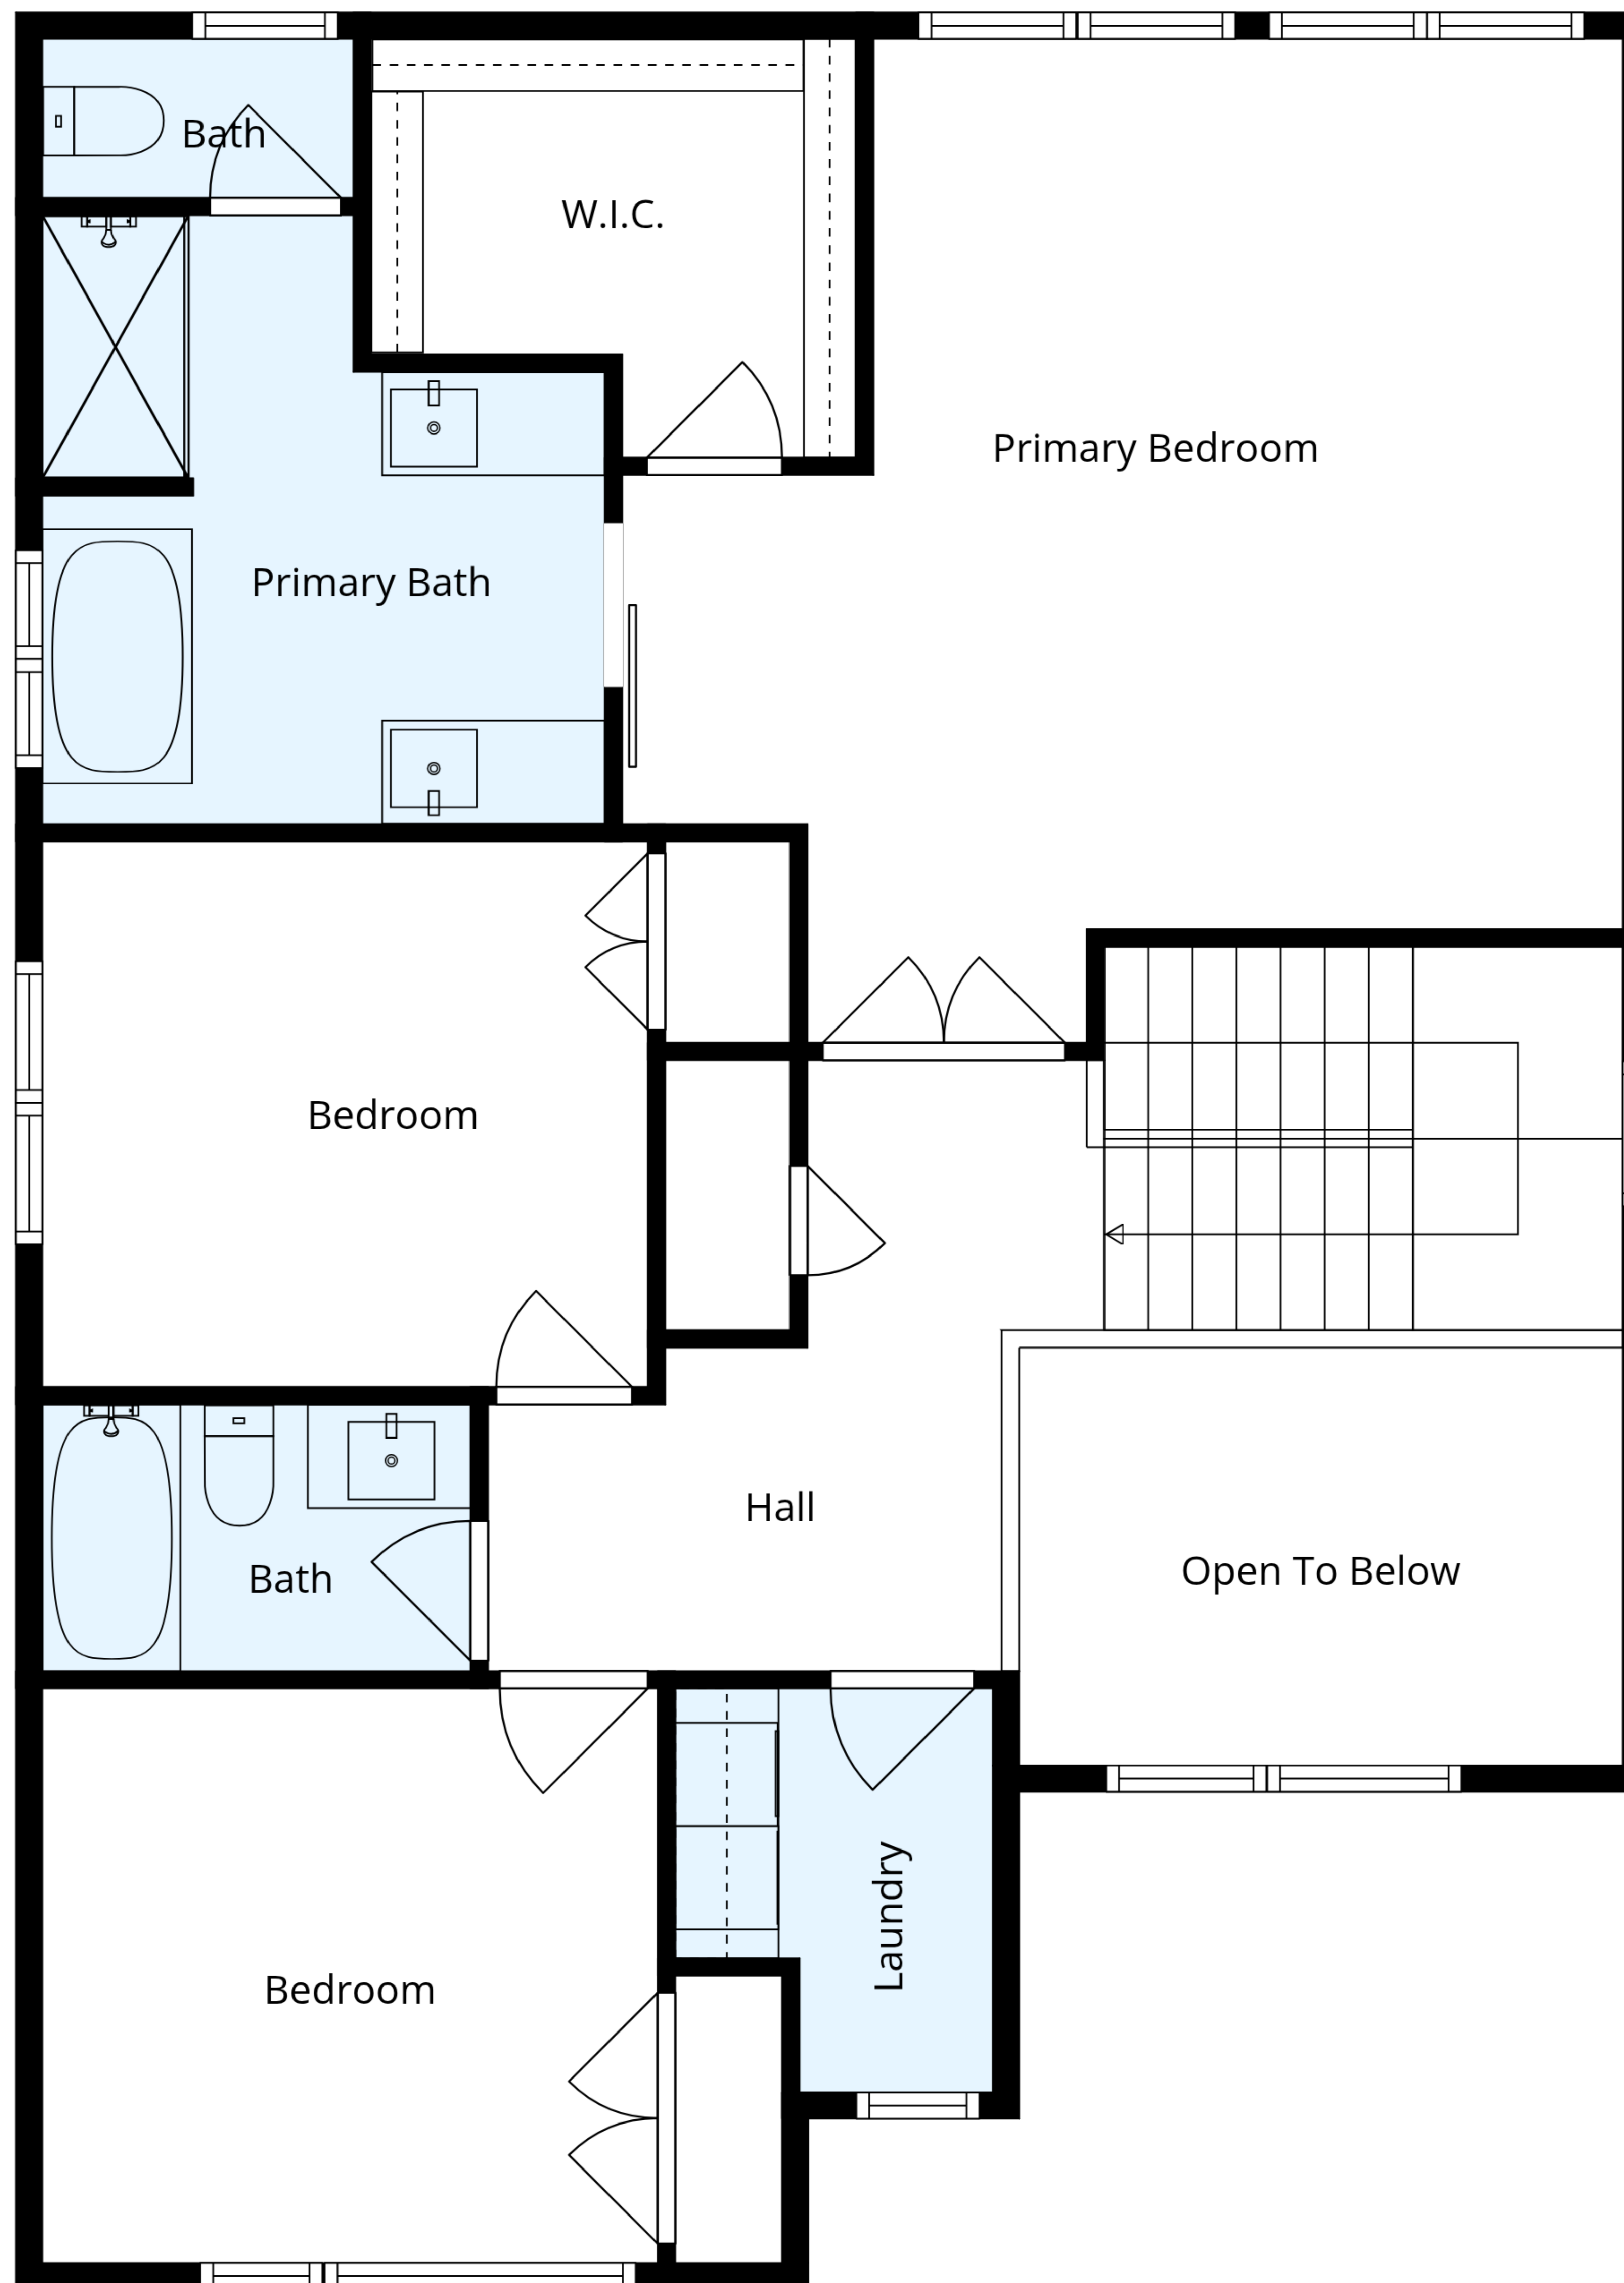 Bath
W.I.C.
Primary Bedroom
Primary Bath
Bedroom
Hall
Open To Below
Bath
Laundry
Bedroom